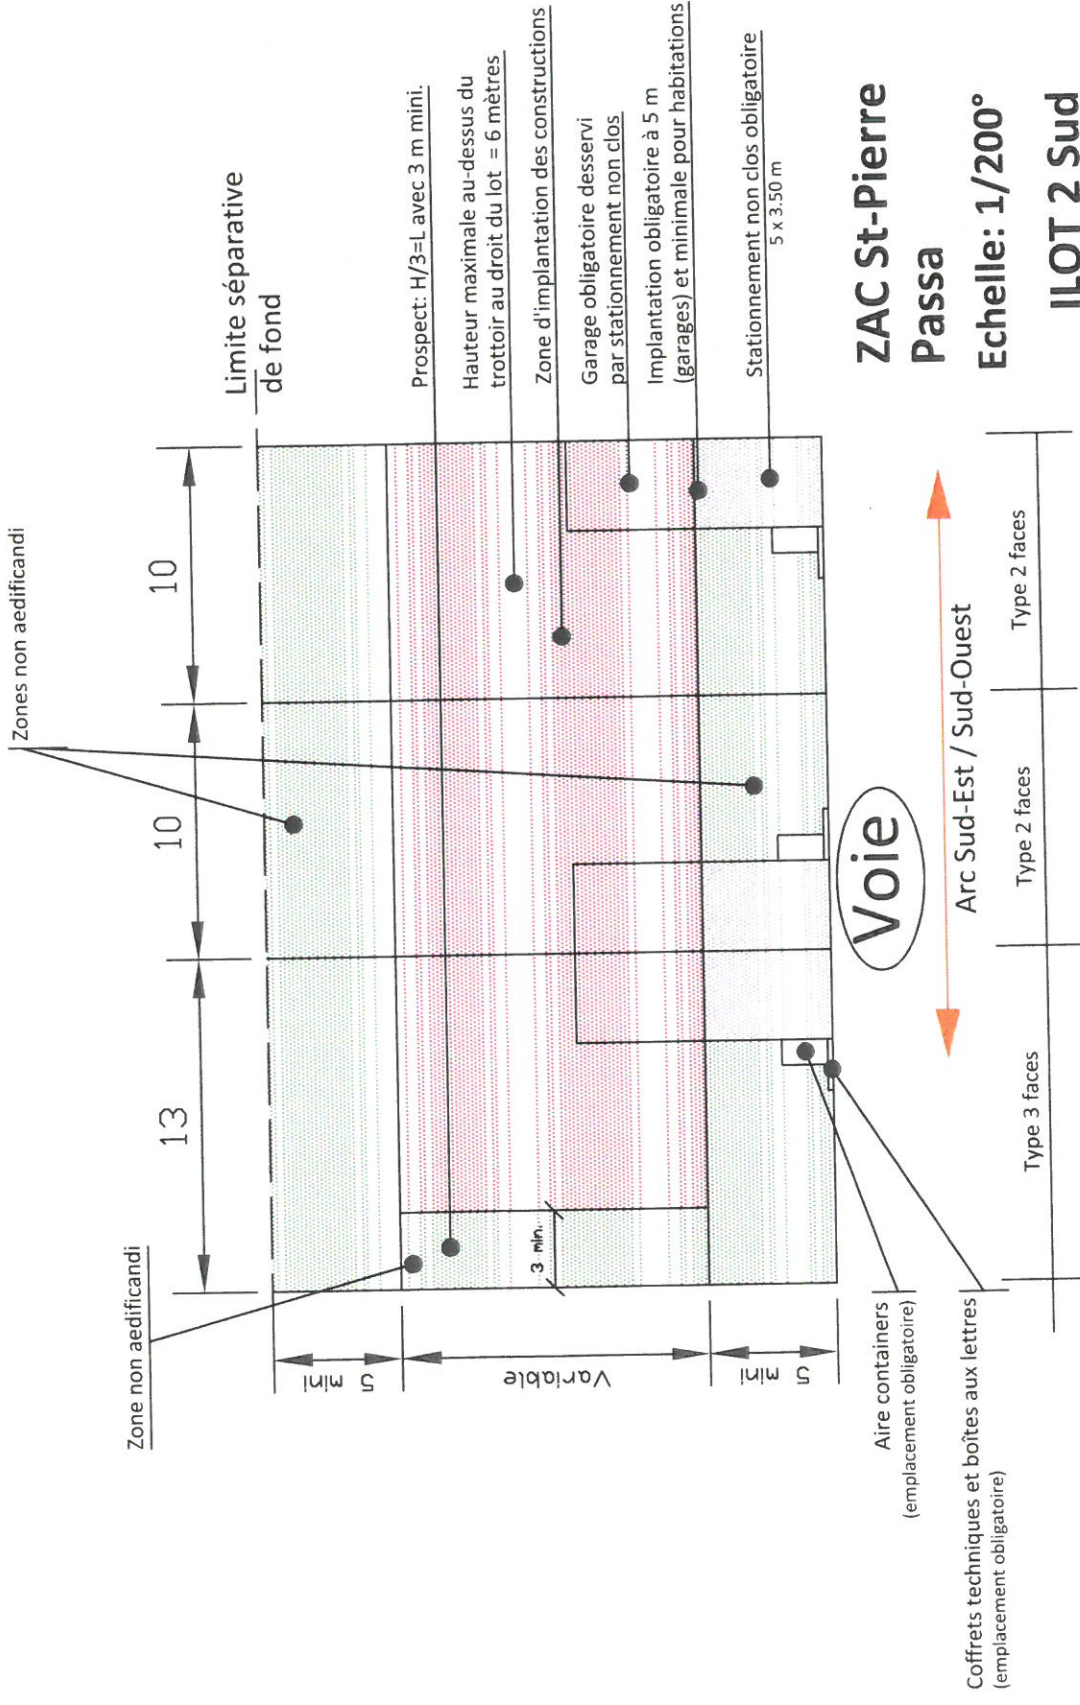 Zones non aedificandi
Zone non aedificandi
13
10
10
Limite séparative
de fond
Prospect: H/3=L avec 3 m mini.
Hauteur maximale au-dessus du
trottoir au droit du lot = 6 mètres
Zone d'implantation des constructions
Garage obligatoire desservi
par stationnement non clos
Implantation obligatoire à 5 m
(garages) et minimale pour habitations
Stationnement non clos obligatoire
5 x 3.50 m
5 mini
Variable
5 mini
3 min.
Voie
Arc Sud-Est / Sud-Ouest
Aire containers
(emplacement obligatoire)
Coffrets techniques et boîtes aux lettres
(emplacement obligatoire)
Type 3 faces
Type 2 faces
Type 2 faces
ZAC St-Pierre
Passa
Echelle: 1/200°
ILOT 2 Sud